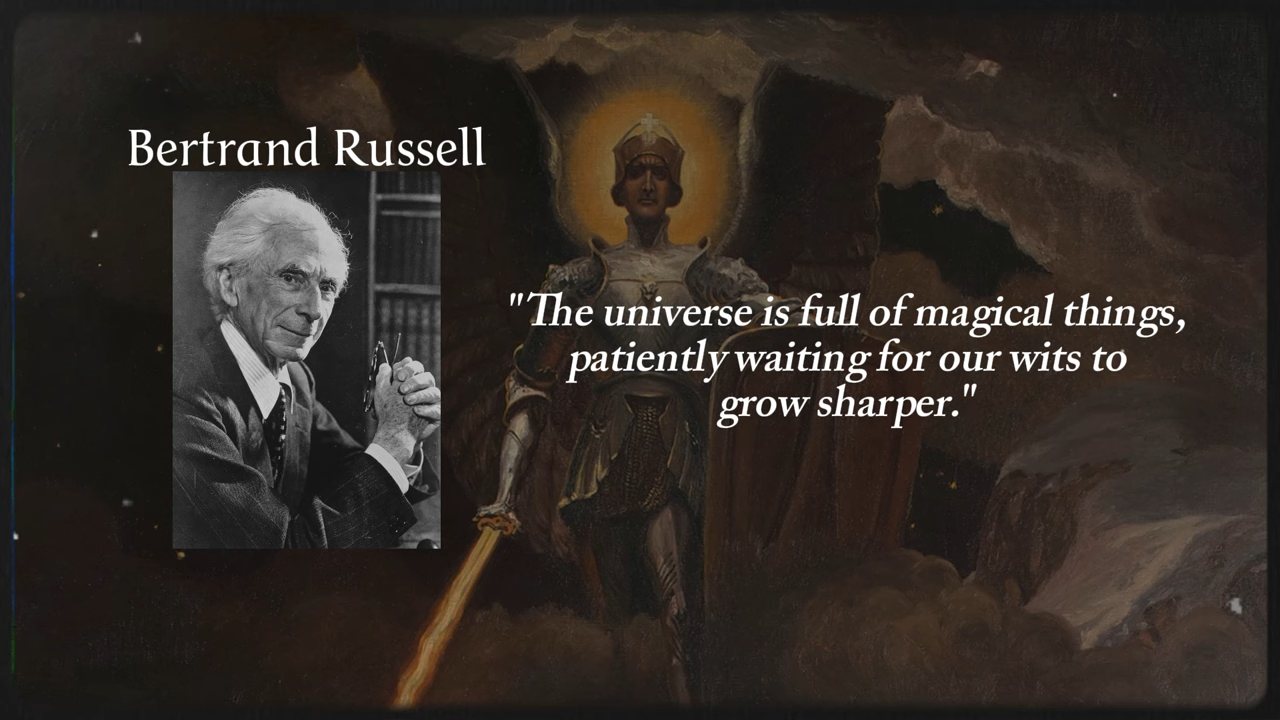 Bertrand Russell
"The universe is full of magical things,
patiently waiting for our wits to
grow sharper."